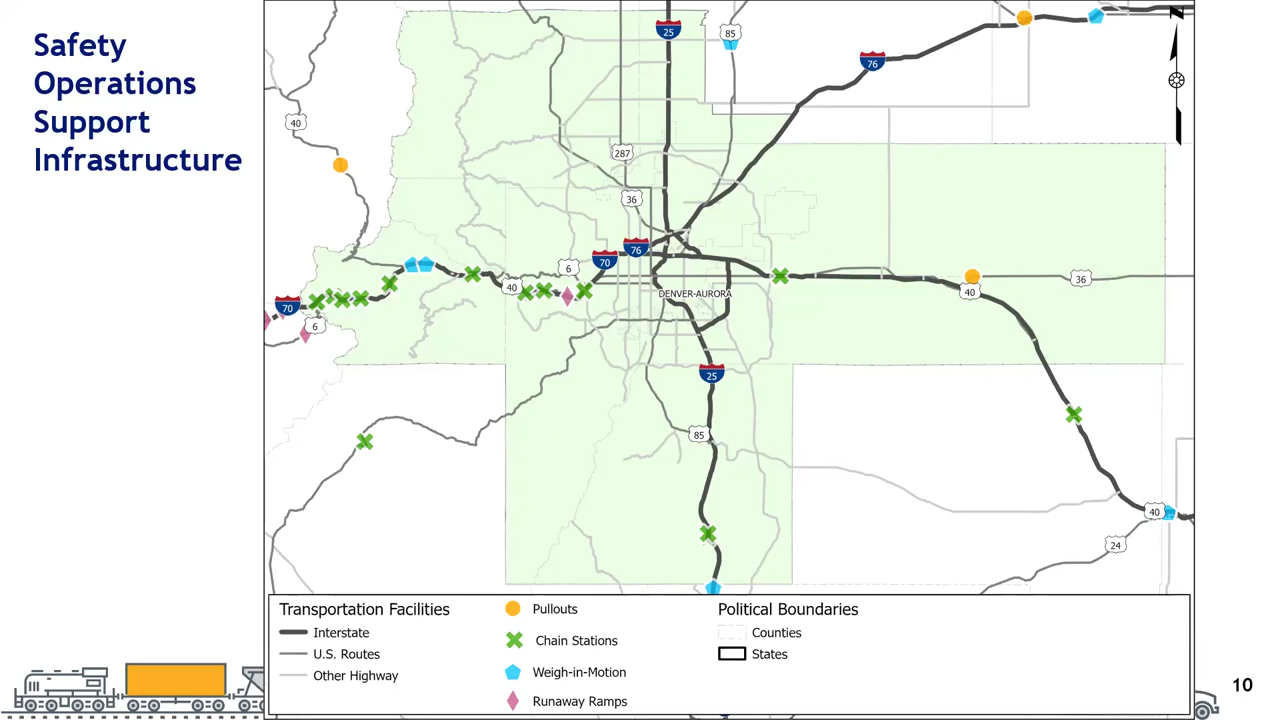 Safety
Operations
Support
Infrastructure
25
85
76
N
40
287
36
76
70
6
40
70
6
DENVER-AURORA
40
36
25
85
40
24
Transportation Facilities
Interstate
U.S. Routes
Other Highway
Pullouts
Chain Stations
Weigh-in-Motion
Runaway Ramps
Political Boundaries
Counties
States
10